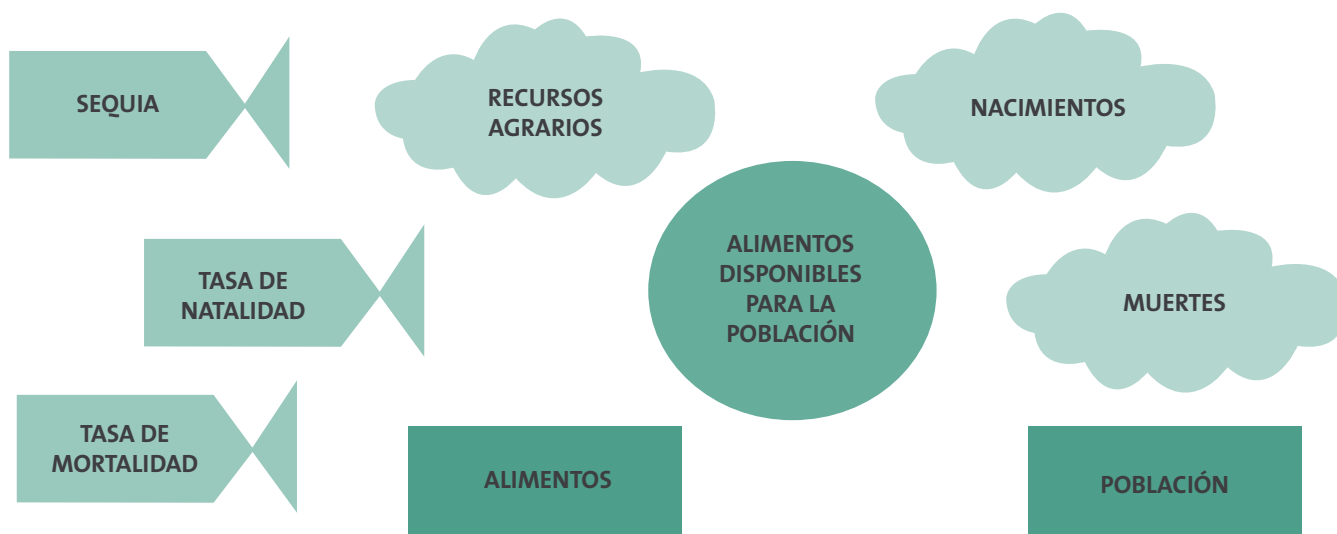 SEQUIA
RECURSOS
AGRARIOS
NACIMIENTOS
TASA DE
NATALIDAD
ALIMENTOS
DISPONIBLES
PARA LA
POBLACIÓN
MUERTES
TASA DE
MORTALIDAD
ALIMENTOS
POBLACIÓN